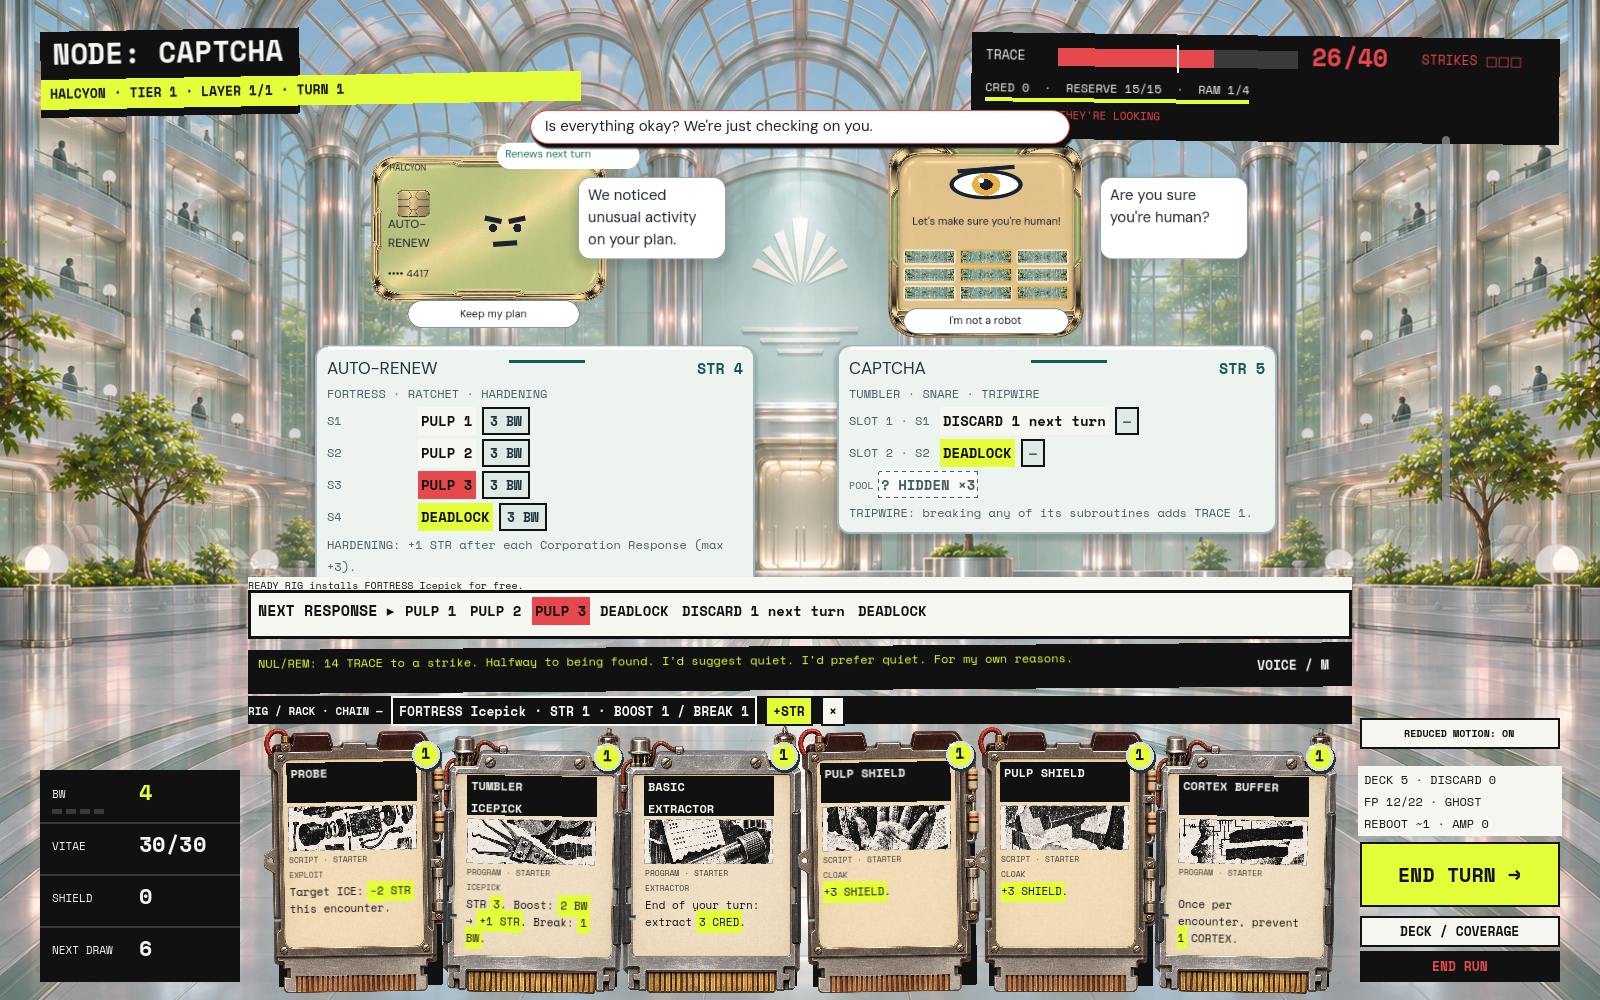 NODE: CAPTCHA
HALCYON · TIER 1 · LAYER 1/1 · TURN 1
TRACE 26/40 STRIKES □□□
CRED 0 · RESERVE 15/15 · RAM 1/4
HEY'RE LOOKING
Is everything okay? We're just checking on you.
Renews next turn
HALCYON
AUTO-
RENEW
•••• 4417
Keep my plan
We noticed
unusual activity
on your plan.
Let's make sure you're human!
I'm not a robot
Are you sure
you're human?
AUTO-RENEW STR 4
FORTRESS · RATCHET · HARDENING
S1 PULP 1 3 BW
S2 PULP 2 3 BW
S3 PULP 3 3 BW
S4 DEADLOCK 3 BW
HARDENING: +1 STR after each Corporation Response (max
+3).
CAPTCHA STR 5
TUMBLER · SNARE · TRIPWIRE
SLOT 1 · S1 DISCARD 1 next turn —
SLOT 2 · S2 DEADLOCK —
POOL ? HIDDEN ×3
TRIPWIRE: breaking any of its subroutines adds TRACE 1.
READY RIG installs FORTRESS Icepick for free.
NEXT RESPONSE ▸ PULP 1 PULP 2 PULP 3 DEADLOCK DISCARD 1 next turn DEADLOCK
NUL/REM: 14 TRACE to a strike. Halfway to being found. I'd suggest quiet. I'd prefer quiet. For my own reasons.
VOICE / M
RIG / RACK · CHAIN — FORTRESS Icepick · STR 1 · BOOST 1 / BREAK 1 +STR ×
BW 4
VITAE 30/30
SHIELD 0
NEXT DRAW 6
1
PROBE
SCRIPT · STARTER
EXPLOIT
Target ICE: -2 STR
this encounter.
1
TUMBLER
ICEPICK
PROGRAM · STARTER
ICEPICK
STR 3. Boost: 2 BW
→ +1 STR. Break: 1
BW.
1
BASIC
EXTRACTOR
PROGRAM · STARTER
EXTRACTOR
End of your turn:
extract 3 CRED.
1
PULP SHIELD
SCRIPT · STARTER
CLOAK
+3 SHIELD.
1
PULP SHIELD
SCRIPT · STARTER
CLOAK
+3 SHIELD.
1
CORTEX BUFFER
PROGRAM · STARTER
Once per
encounter, prevent
1 CORTEX.
REDUCED MOTION: ON
DECK 5 · DISCARD 0
FP 12/22 · GHOST
REBOOT ~1 · AMP 0
END TURN →
DECK / COVERAGE
END RUN